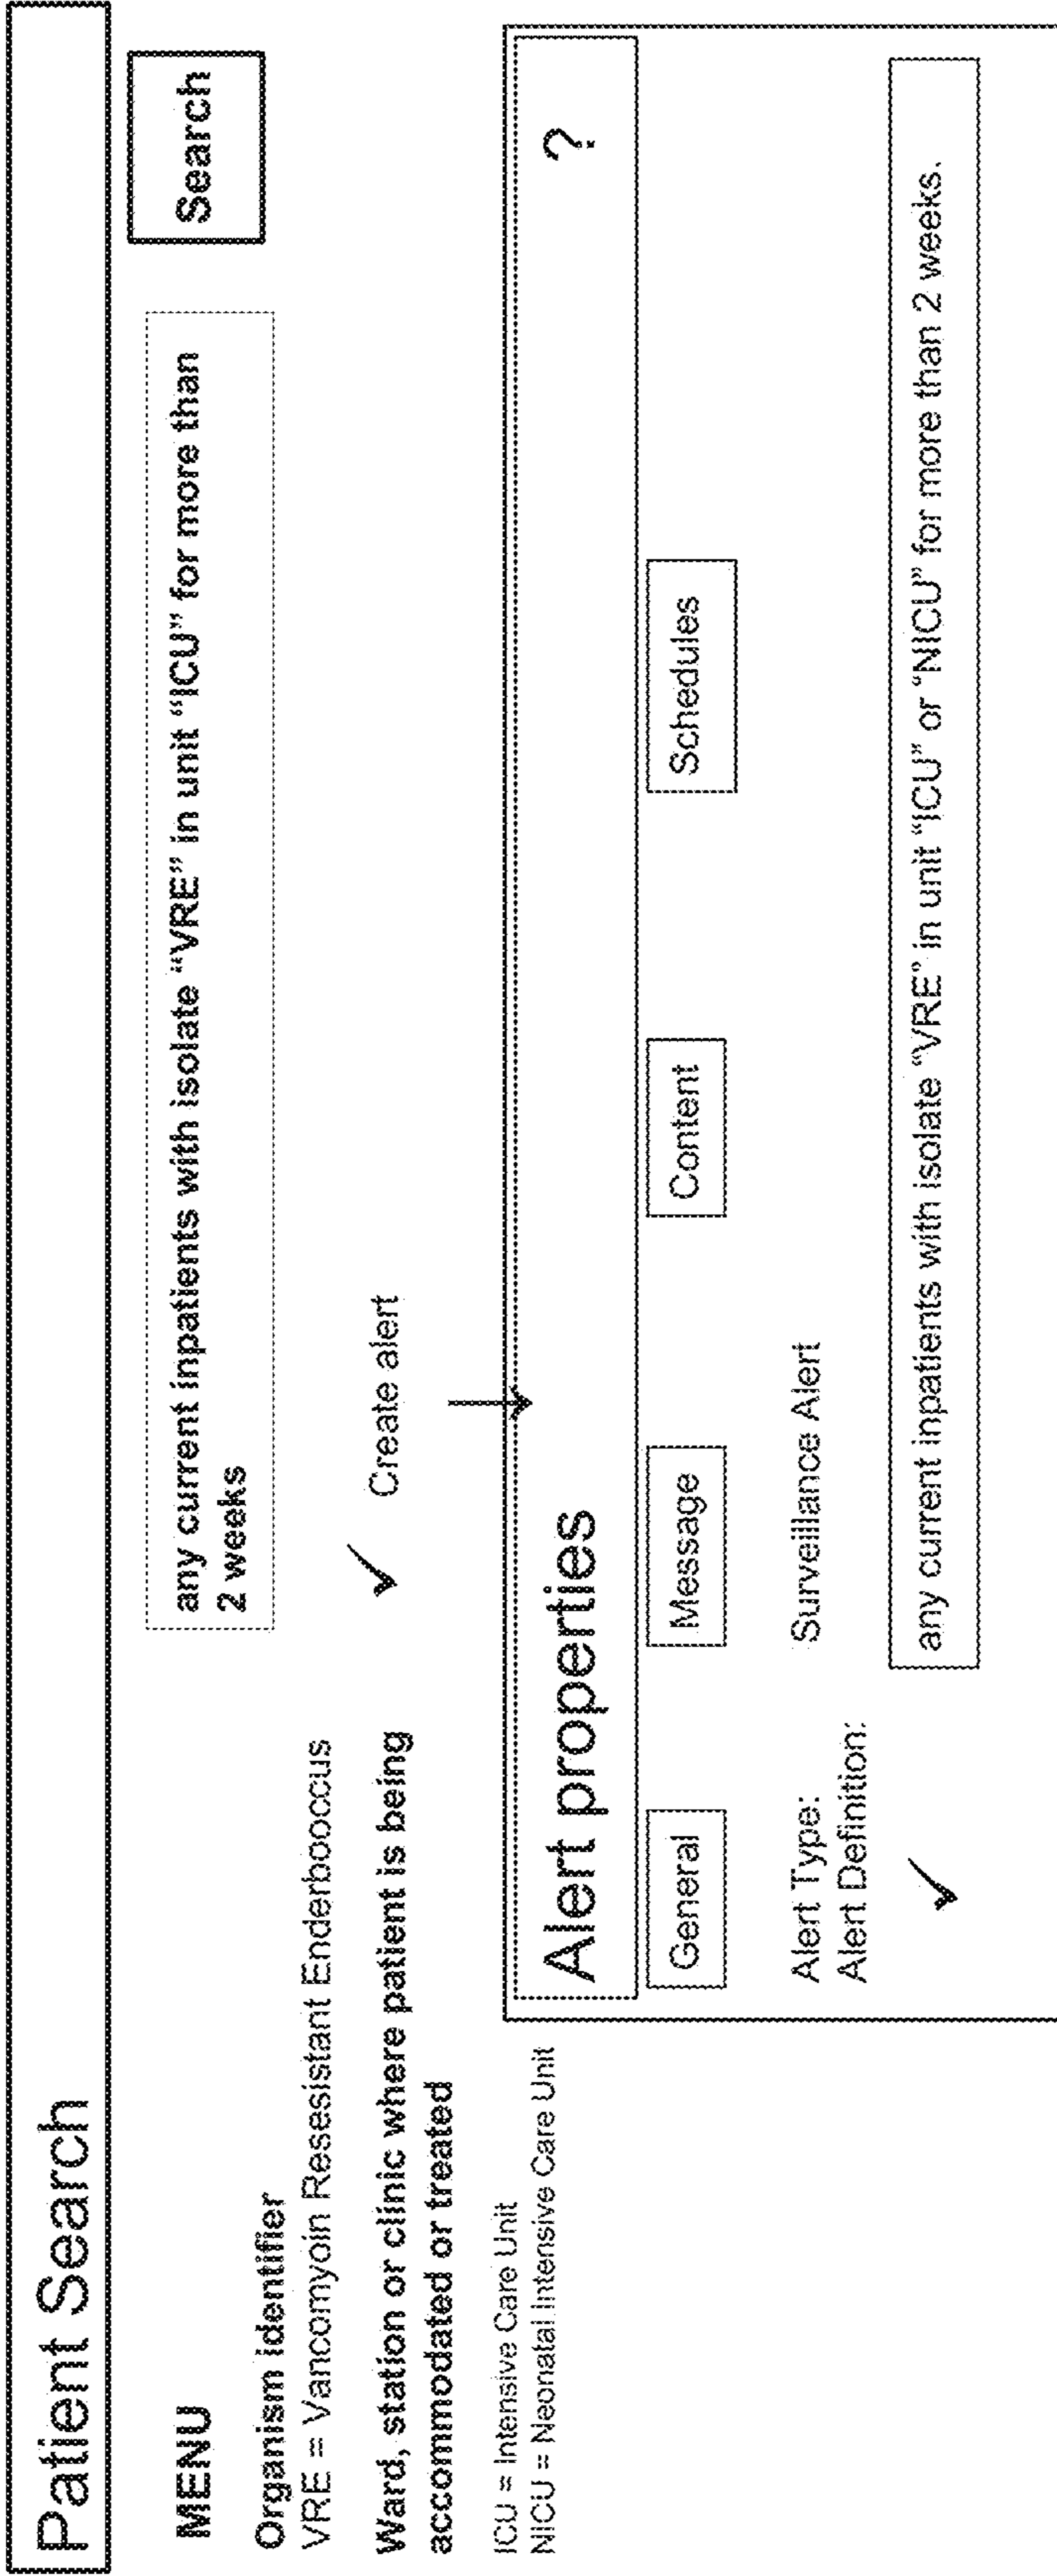 Patient Search
MENU
Organism identifier
VRE = Vancomyoin Resesistant Enderbooccus
Ward, station or clinic where patient is being
accommodated or treated
ICU = Intensive Care Unit
NICU = Neonatal Intensive Care Unit
any current inpatients with isolate “VRE” in unit “ICU” for more than
2 weeks
Search
Create alert
Alert properties
?
General
Message
Content
Schedules
Alert Type:
Surveillance Alert
Alert Definition:
any current inpatients with isolate “VRE” in unit “ICU” or “NICU” for more than 2 weeks.